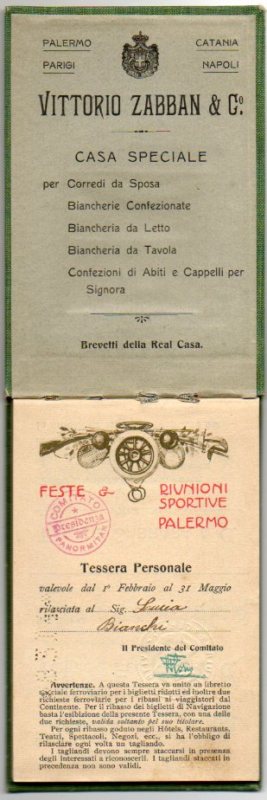 PALERMO CATANIA
PARIGI NAPOLI
VITTORIO ZABBAN & Cº.
CASA SPECIALE
per Corredi da Sposa
Biancherie Confezionate
Biancheria da Letto
Biancheria da Tavola
Confezioni di Abiti e Cappelli per
Signora
Brevetti della Real Casa.
FESTE & RIUNIONI
SPORTIVE
PALERMO
COMITATO
Presidenza
PANORMITAN
Tessera Personale
valevole dal 1º Febbraio al 31 Maggio
rilasciata al Sig. Lucia
Bianchi
Il Presidente del Comitato
Avvertenze. A questa Tessera va unito un libretto
speciale ferroviario per i biglietti ridotti ed inoltre due
richieste ferroviarie per i ribassi ai viaggiatori dal
Continente. Per il ribasso dei biglietti di Navigazione
basta l'esibizione della presente Tessera, con una delle
due richieste, valida soltanto pel suo titolare.
Per ogni ribasso goduto negli Hôtels, Restaurants,
Teatri, Spettacoli, Negozi, ecc., si ha l'obbligo di
rilasciare ogni volta un tagliando.
I tagliandi devono sempre staccarsi in presenza degli
interessati a riconoscerli. I tagliandi staccati in
precedenza non sono validi.